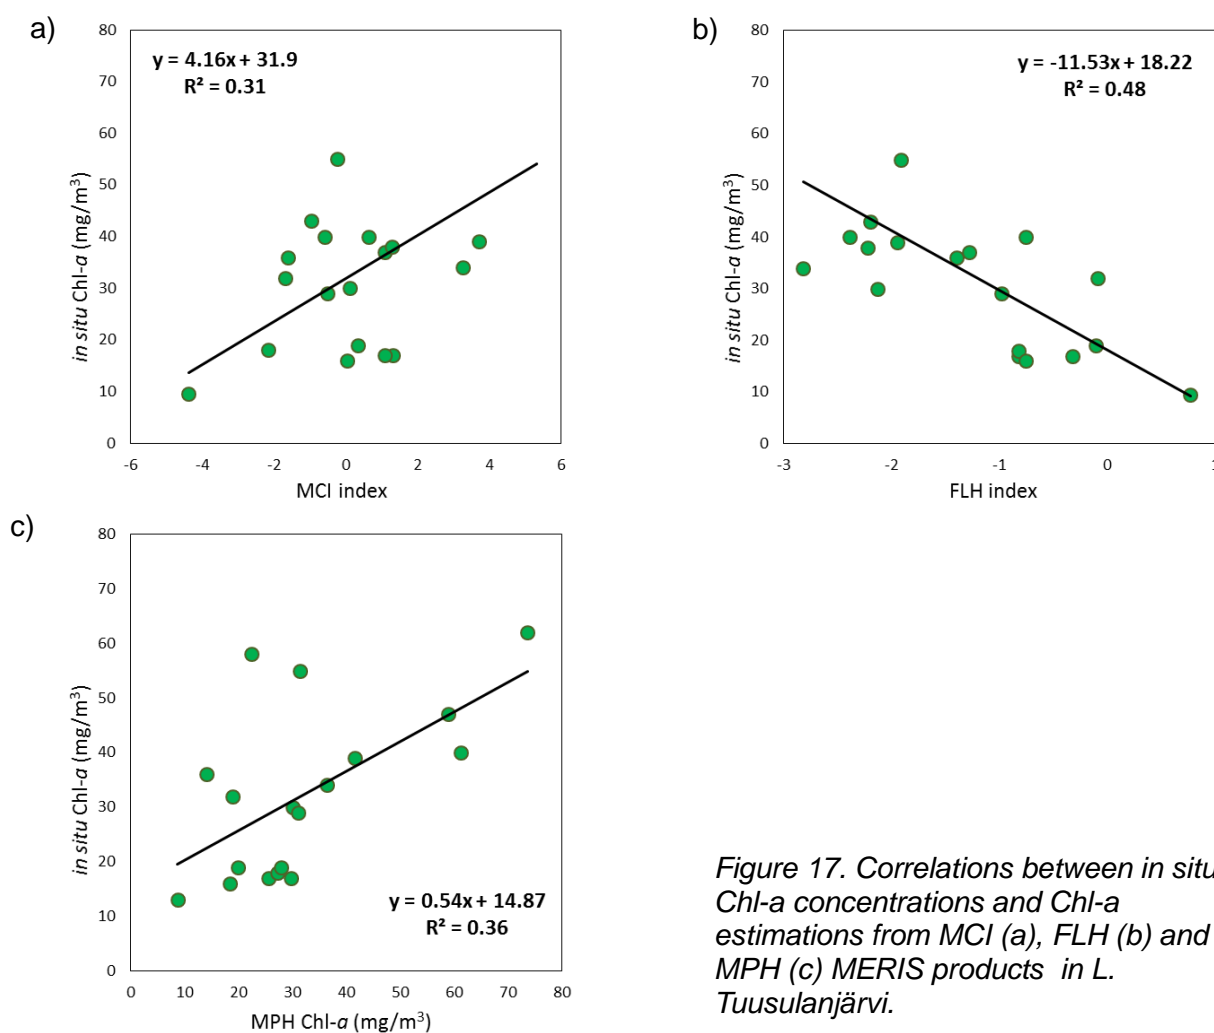 a)
y = 4.16x + 31.9
R² = 0.31
80
70
60
50
40
30
20
10
0
in situ Chl-a (mg/m³)
-6 -4 -2 0 2 4 6
MCI index
b)
y = -11.53x + 18.22
R² = 0.48
80
70
60
50
40
30
20
10
0
in situ Chl-a (mg/m³)
-3 -2 -1 0 1
FLH index
c)
80
70
60
50
40
30
20
10
0
in situ Chl-a (mg/m³)
y = 0.54x + 14.87
R² = 0.36
0 10 20 30 40 50 60 70 80
MPH Chl-a (mg/m³)
Figure 17. Correlations between in situ
Chl-a concentrations and Chl-a
estimations from MCI (a), FLH (b) and
MPH (c) MERIS products in L.
Tuusulanjärvi.